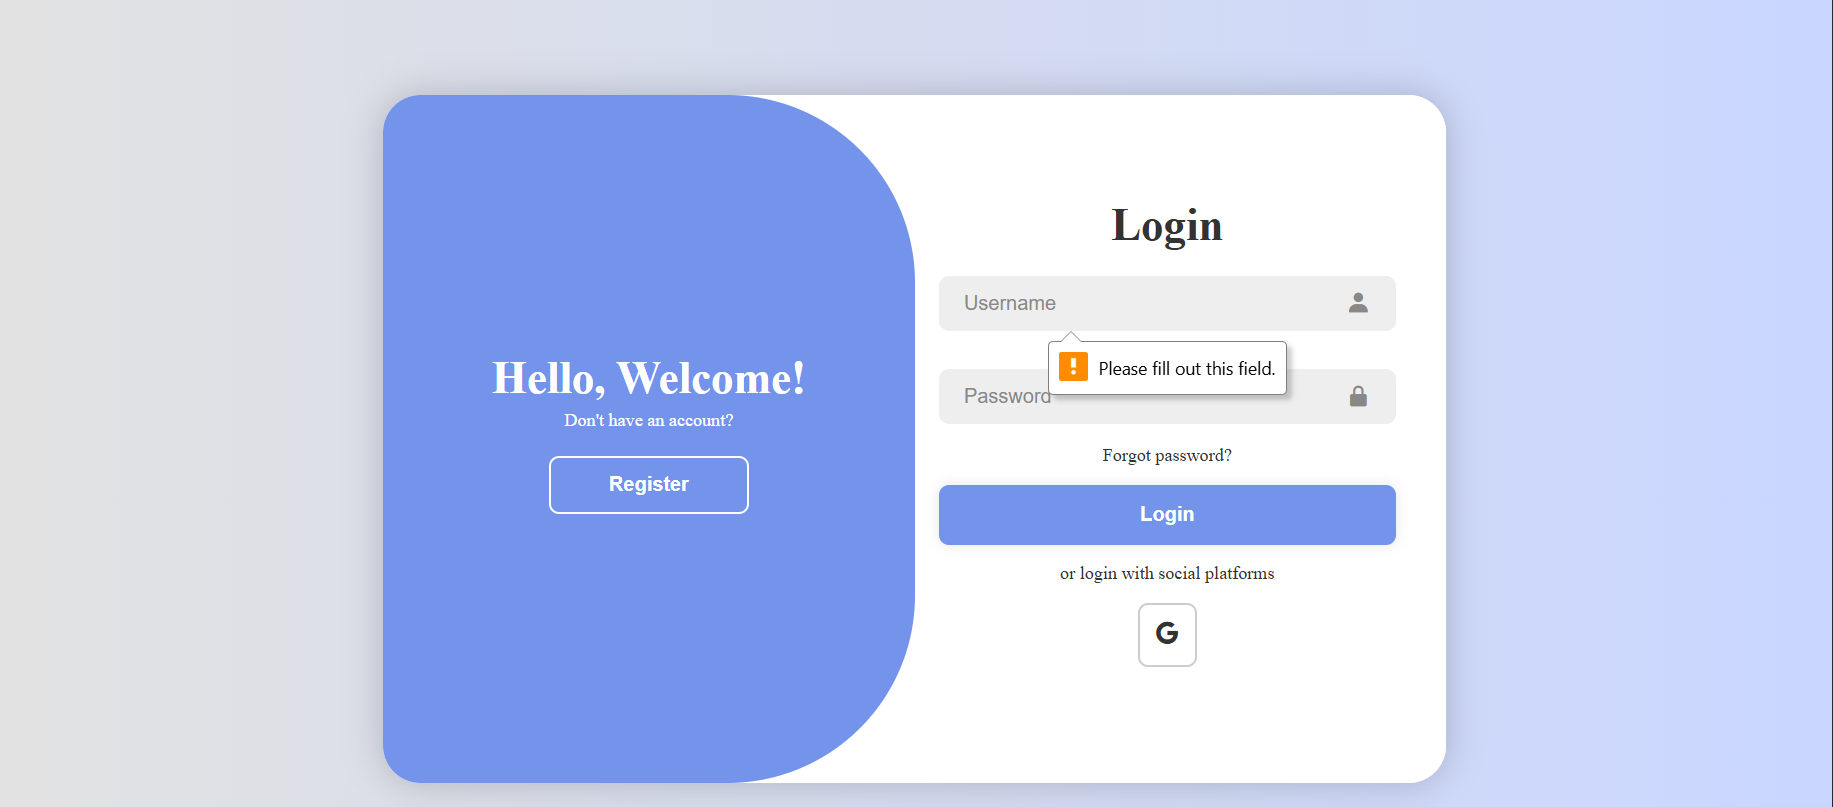 Hello, Welcome!
Don't have an account?
Register
Login
Username
Please fill out this field.
Password
Forgot password?
Login
or login with social platforms
G